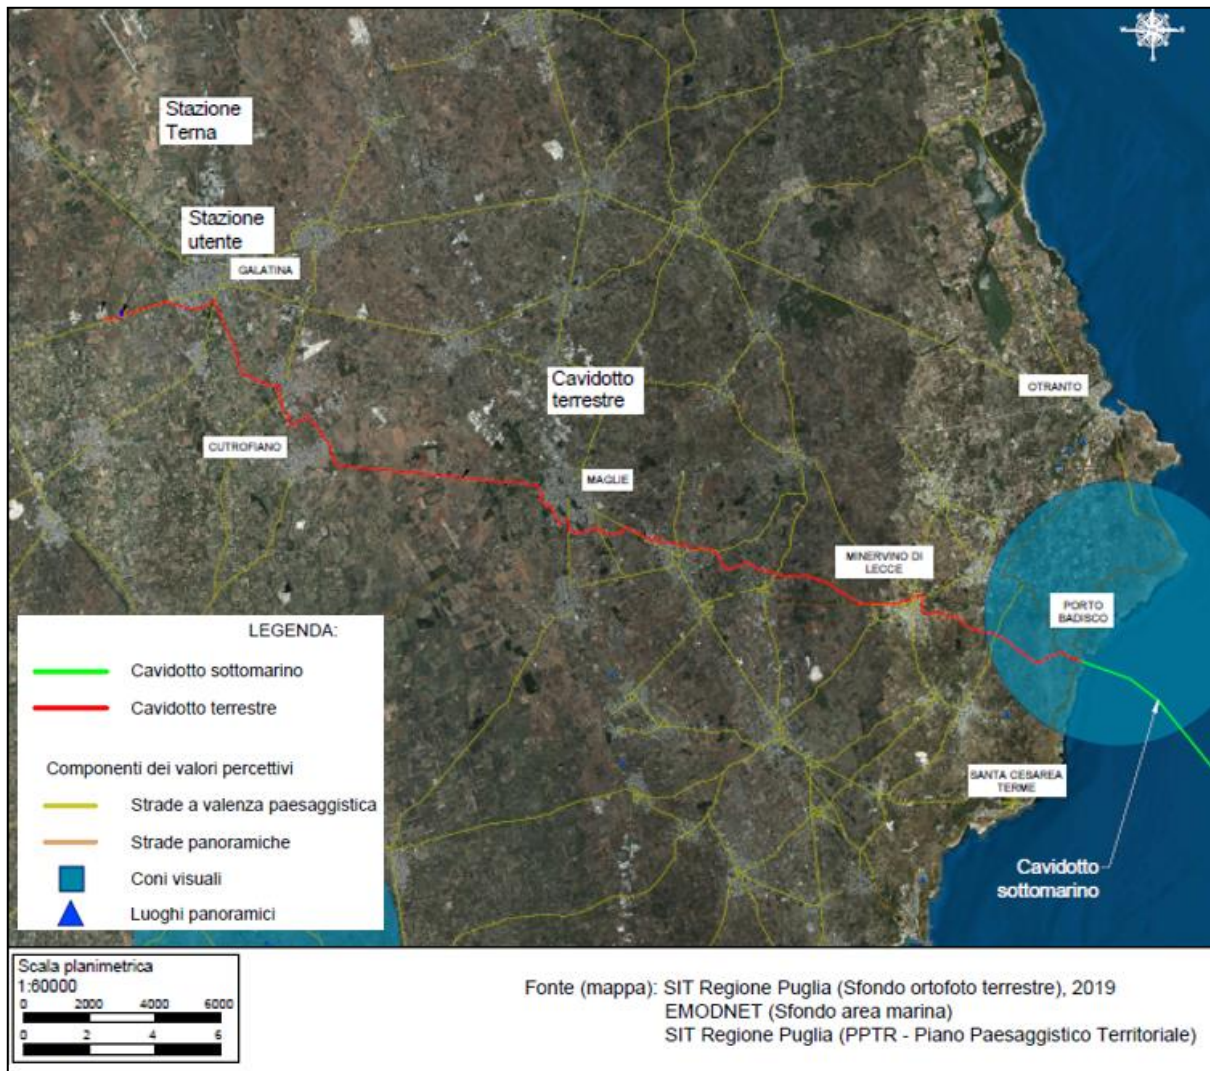 Stazione
Terna
Stazione
utente
GALATINA
Cavidotto
terrestre
OTRANTO
CUTROFIANO
MAGLIE
MINERVINO DI
LECCE
PORTO
BADISCO
SANTA CESAREA
TERME
Cavidotto
sottomarino
LEGENDA:
Cavidotto sottomarino
Cavidotto terrestre
Componenti dei valori percettivi
Strade a valenza paesaggistica
Strade panoramiche
Coni visuali
Luoghi panoramici
Scala planimetrica
1:60000
0 2000 4000 6000
0 2 4 6
Fonte (mappa): SIT Regione Puglia (Sfondo ortofoto terrestre), 2019
EMODNET (Sfondo area marina)
SIT Regione Puglia (PPTR - Piano Paesaggistico Territoriale)